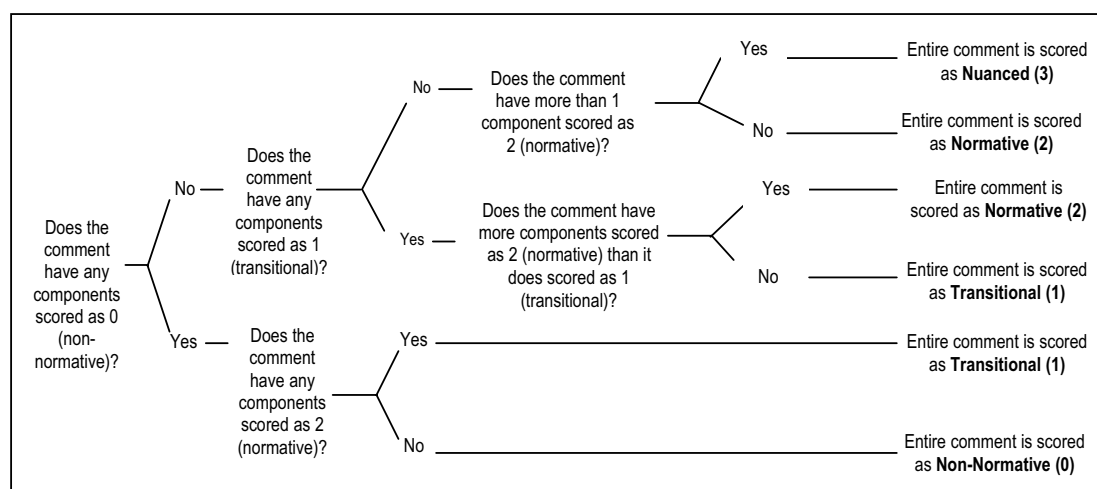 Does the
comment
have any
components
scored as 0
(non-
normative)?
No
Does the
comment
have any
components
scored as 1
(transitional)?
No
Does the comment
have more than 1
component scored as
2 (normative)?
Yes
Entire comment is scored
as Nuanced (3)
No
Entire comment is scored
as Normative (2)
Yes
Does the comment have
more components scored
as 2 (normative) than it
does scored as 1
(transitional)?
Yes
Entire comment is
scored as Normative (2)
No
Entire comment is scored
as Transitional (1)
Yes
Does the
comment
have any
components
scored as 2
(normative)?
Yes
Entire comment is scored
as Transitional (1)
No
Entire comment is scored
as Non-Normative (0)